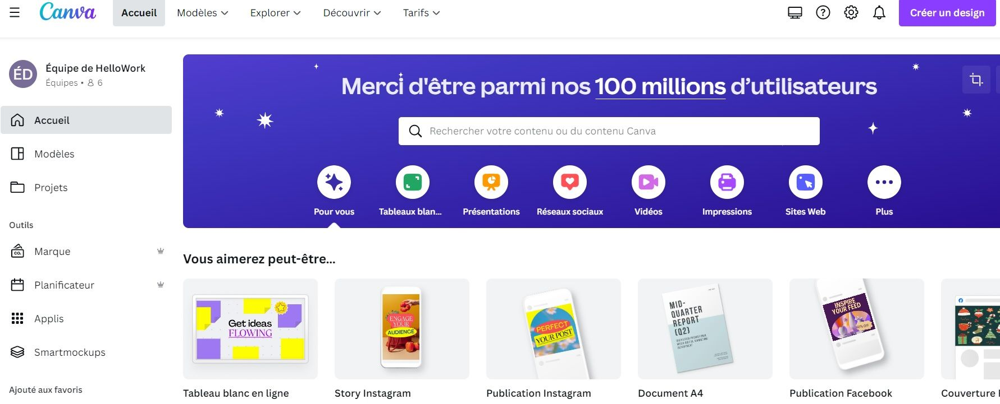 Canva
Accueil
Modèles
Explorer
Découvrir
Tarifs
Créer un design
ÉD
Équipe de HelloWork
Équipes • 6
Accueil
Modèles
Projets
Outils
CO.
Marque
Planificateur
Applis
Smartmockups
Ajouté aux favoris
Merci d'être parmi nos 100 millions d’utilisateurs
Rechercher votre contenu ou du contenu Canva
Pour vous
Tableaux blan...
Présentations
Réseaux sociaux
Vidéos
Impressions
Sites Web
Plus
Vous aimerez peut-être...
Get ideas
FLOWING
Tableau blanc en ligne
ENGAGE
YOUR
AUDIENCE
Story Instagram
PERFECT
YOUR POST
Publication Instagram
MID-
QUARTER
REPORT
(Q2)
Document A4
INSPIRE
YOUR FEED
60% OFF
Publication Facebook
Couverture